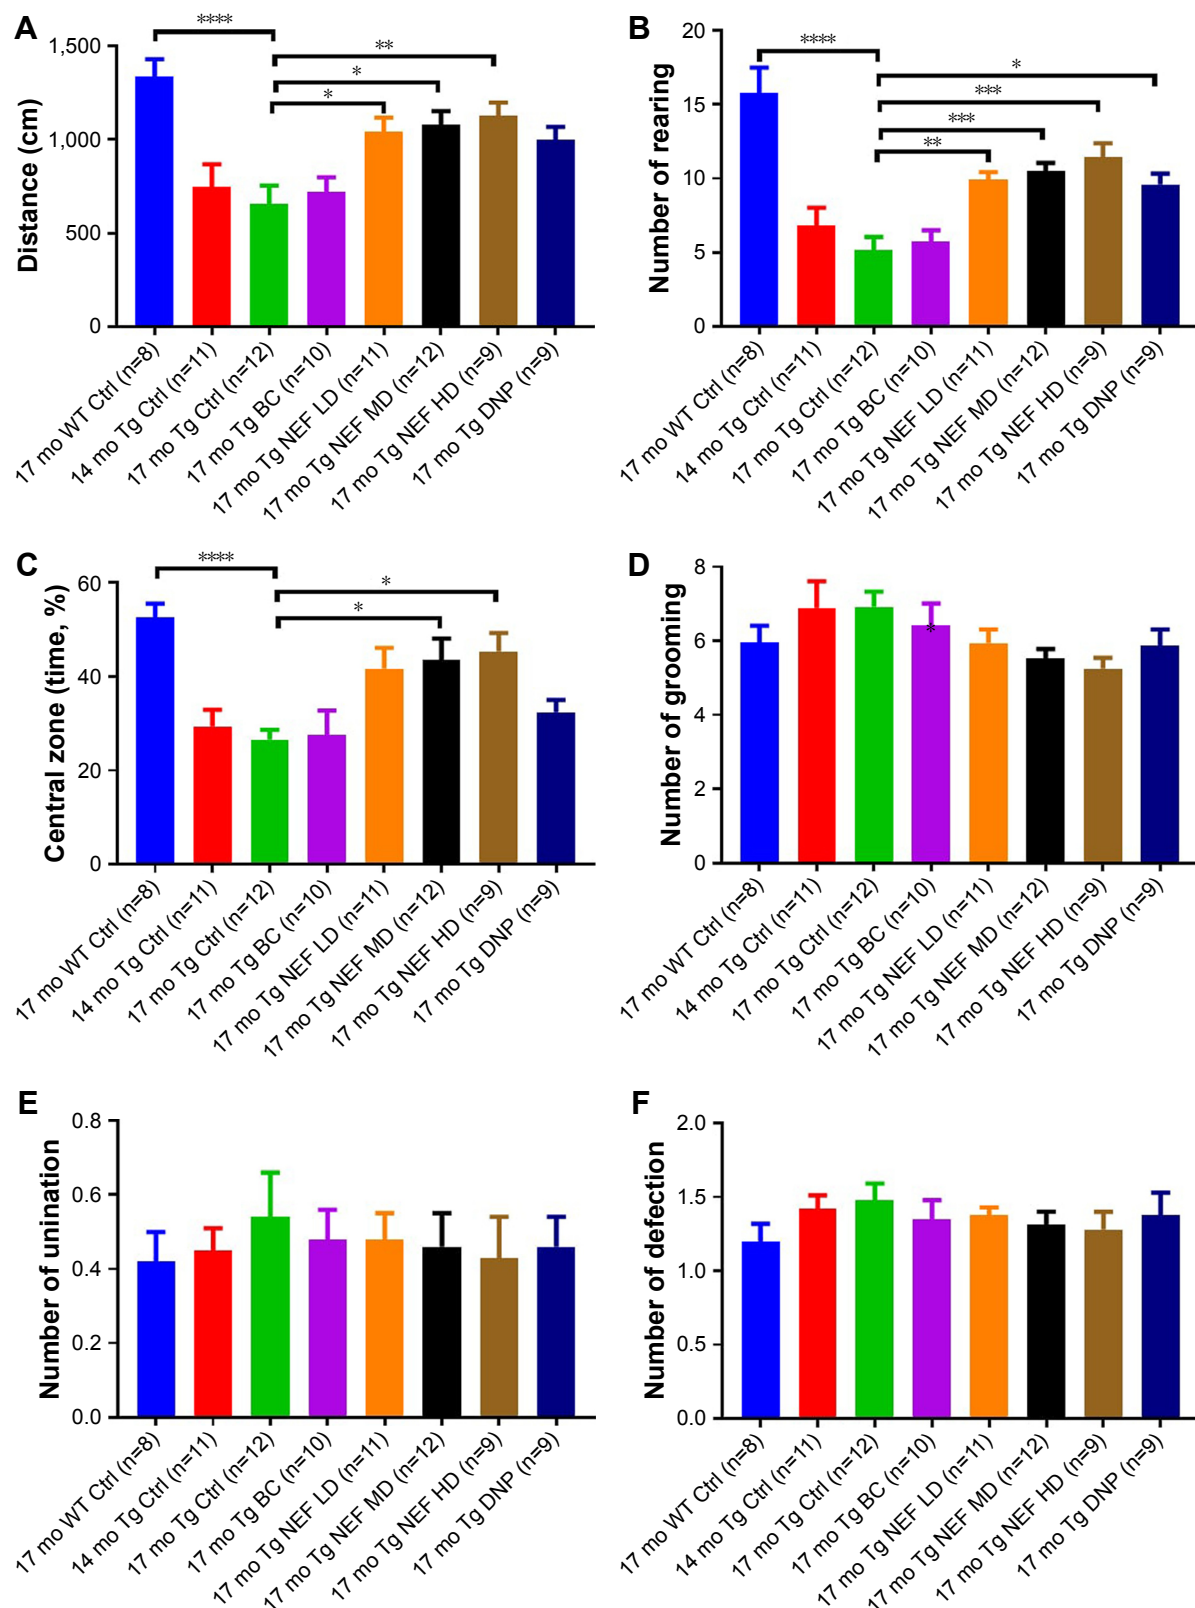 A
Distance (cm)
1,500
1,000
500
0
****
**
*
*
17 mo WT Ctrl (n=8)
14 mo Tg Ctrl (n=11)
17 mo Tg Ctrl (n=12)
17 mo Tg BC (n=10)
17 mo Tg NEF LD (n=11)
17 mo Tg NEF MD (n=12)
17 mo Tg NEF HD (n=9)
17 mo Tg DNP (n=9)
B
Number of rearing
20
15
10
5
0
****
*
***
***
**
17 mo WT Ctrl (n=8)
14 mo Tg Ctrl (n=11)
17 mo Tg Ctrl (n=12)
17 mo Tg BC (n=10)
17 mo Tg NEF LD (n=11)
17 mo Tg NEF MD (n=12)
17 mo Tg NEF HD (n=9)
17 mo Tg DNP (n=9)
C
Central zone (time, %)
60
40
20
0
****
*
*
17 mo WT Ctrl (n=8)
14 mo Tg Ctrl (n=11)
17 mo Tg Ctrl (n=12)
17 mo Tg BC (n=10)
17 mo Tg NEF LD (n=11)
17 mo Tg NEF MD (n=12)
17 mo Tg NEF HD (n=9)
17 mo Tg DNP (n=9)
D
Number of grooming
8
6
4
2
0
*
17 mo WT Ctrl (n=8)
14 mo Tg Ctrl (n=11)
17 mo Tg Ctrl (n=12)
17 mo Tg BC (n=10)
17 mo Tg NEF LD (n=11)
17 mo Tg NEF MD (n=12)
17 mo Tg NEF HD (n=9)
17 mo Tg DNP (n=9)
E
Number of unination
0.8
0.6
0.4
0.2
0.0
17 mo WT Ctrl (n=8)
14 mo Tg Ctrl (n=11)
17 mo Tg Ctrl (n=12)
17 mo Tg BC (n=10)
17 mo Tg NEF LD (n=11)
17 mo Tg NEF MD (n=12)
17 mo Tg NEF HD (n=9)
17 mo Tg DNP (n=9)
F
Number of defection
2.0
1.5
1.0
0.5
0.0
17 mo WT Ctrl (n=8)
14 mo Tg Ctrl (n=11)
17 mo Tg Ctrl (n=12)
17 mo Tg BC (n=10)
17 mo Tg NEF LD (n=11)
17 mo Tg NEF MD (n=12)
17 mo Tg NEF HD (n=9)
17 mo Tg DNP (n=9)